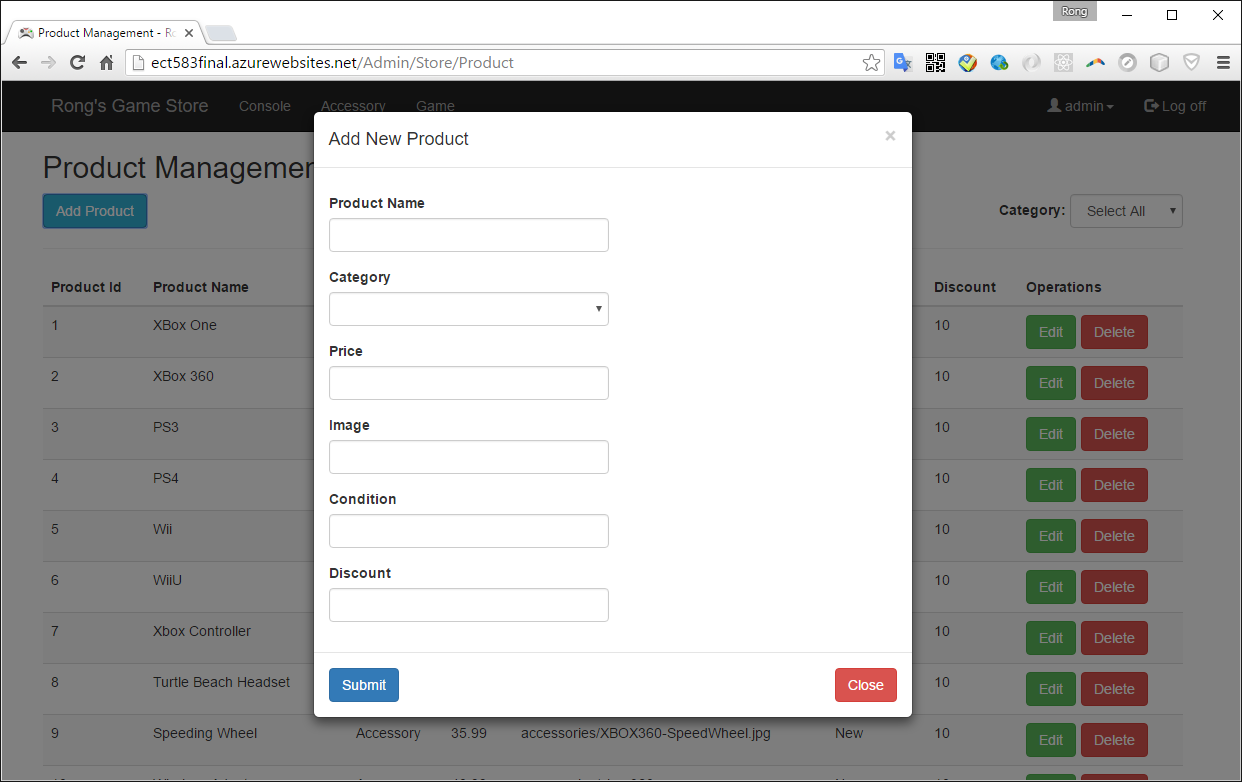 Rong
Product Management - Ro
ect583final.azurewebsites.net/Admin/Store/Product
Rong's Game Store Console Accessory Game admin Log off
Add New Product ×
Product Managemen
Add Product
Category: Select All
Product Name
Category
Price
Image
Condition
Discount
Submit Close
Product Id Product Name Discount Operations
1 XBox One 10 Edit Delete
2 XBox 360 10 Edit Delete
3 PS3 10 Edit Delete
4 PS4 10 Edit Delete
5 Wii 10 Edit Delete
6 WiiU 10 Edit Delete
7 Xbox Controller 10 Edit Delete
8 Turtle Beach Headset 10 Edit Delete
9 Speeding Wheel Accessory 35.99 accessories/XBOX360-SpeedWheel.jpg New 10 Edit Delete